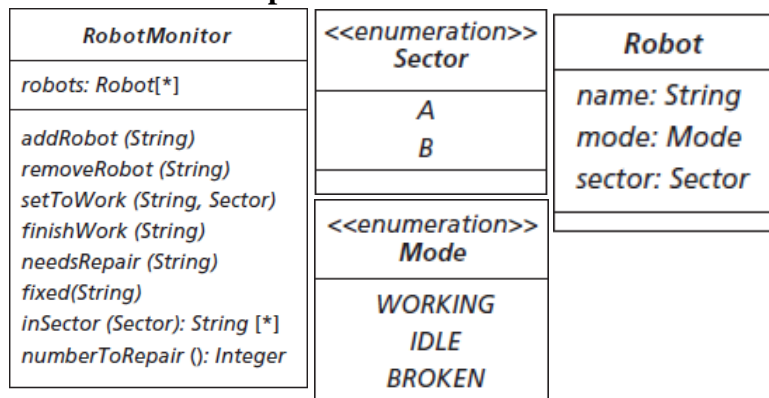 RobotMonitor
robots: Robot[*]
addRobot (String)
removeRobot (String)
setToWork (String, Sector)
finishWork (String)
needsRepair (String)
fixed(String)
inSector (Sector): String [*]
numberToRepair (): Integer
<<enumeration>>
Sector
A
B
<<enumeration>>
Mode
WORKING
IDLE
BROKEN
Robot
name: String
mode: Mode
sector: Sector